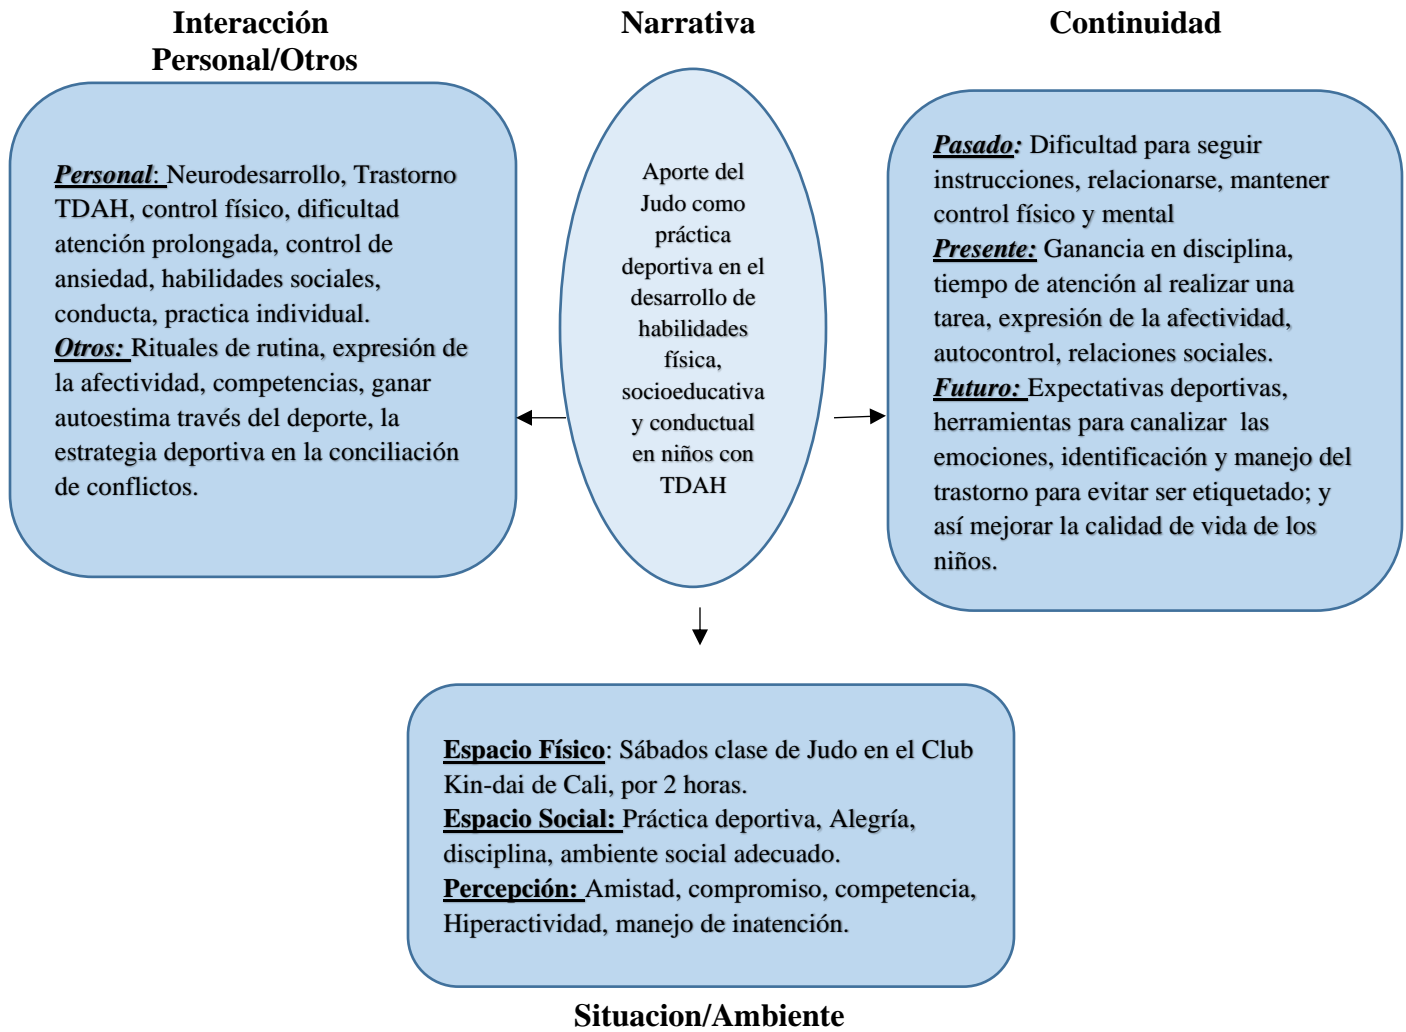 Interacción
Personal/Otros
Narrativa
Continuidad
Personal: Neurodesarrollo, Trastorno
TDAH, control físico, dificultad
atención prolongada, control de
ansiedad, habilidades sociales,
conducta, practica individual.
Otros: Rituales de rutina, expresión de
la afectividad, competencias, ganar
autoestima través del deporte, la
estrategia deportiva en la conciliación
de conflictos.
Aporte del
Judo como
práctica
deportiva en el
desarrollo de
habilidades
física,
socioeducativa
y conductual
en niños con
TDAH
Pasado: Dificultad para seguir
instrucciones, relacionarse, mantener
control físico y mental
Presente: Ganancia en disciplina,
tiempo de atención al realizar una
tarea, expresión de la afectividad,
autocontrol, relaciones sociales.
Futuro: Expectativas deportivas,
herramientas para canalizar  las
emociones, identificación y manejo del
trastorno para evitar ser etiquetado; y
así mejorar la calidad de vida de los
niños.
Espacio Físico: Sábados clase de Judo en el Club
Kin-dai de Cali, por 2 horas.
Espacio Social: Práctica deportiva, Alegría,
disciplina, ambiente social adecuado.
Percepción: Amistad, compromiso, competencia,
Hiperactividad, manejo de inatención.
Situacion/Ambiente